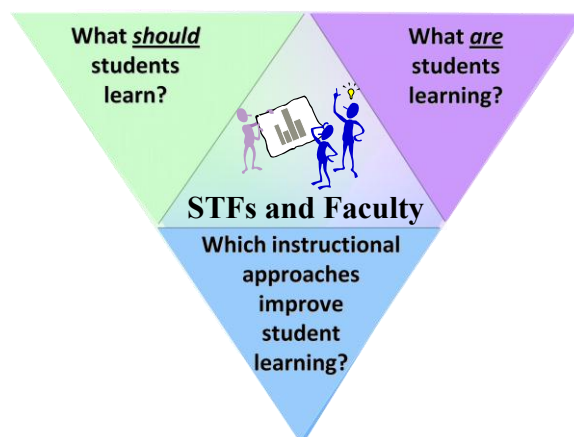 What should
students
learn?
What are
students
learning?
STFs and Faculty
Which instructional
approaches
improve
student
learning?